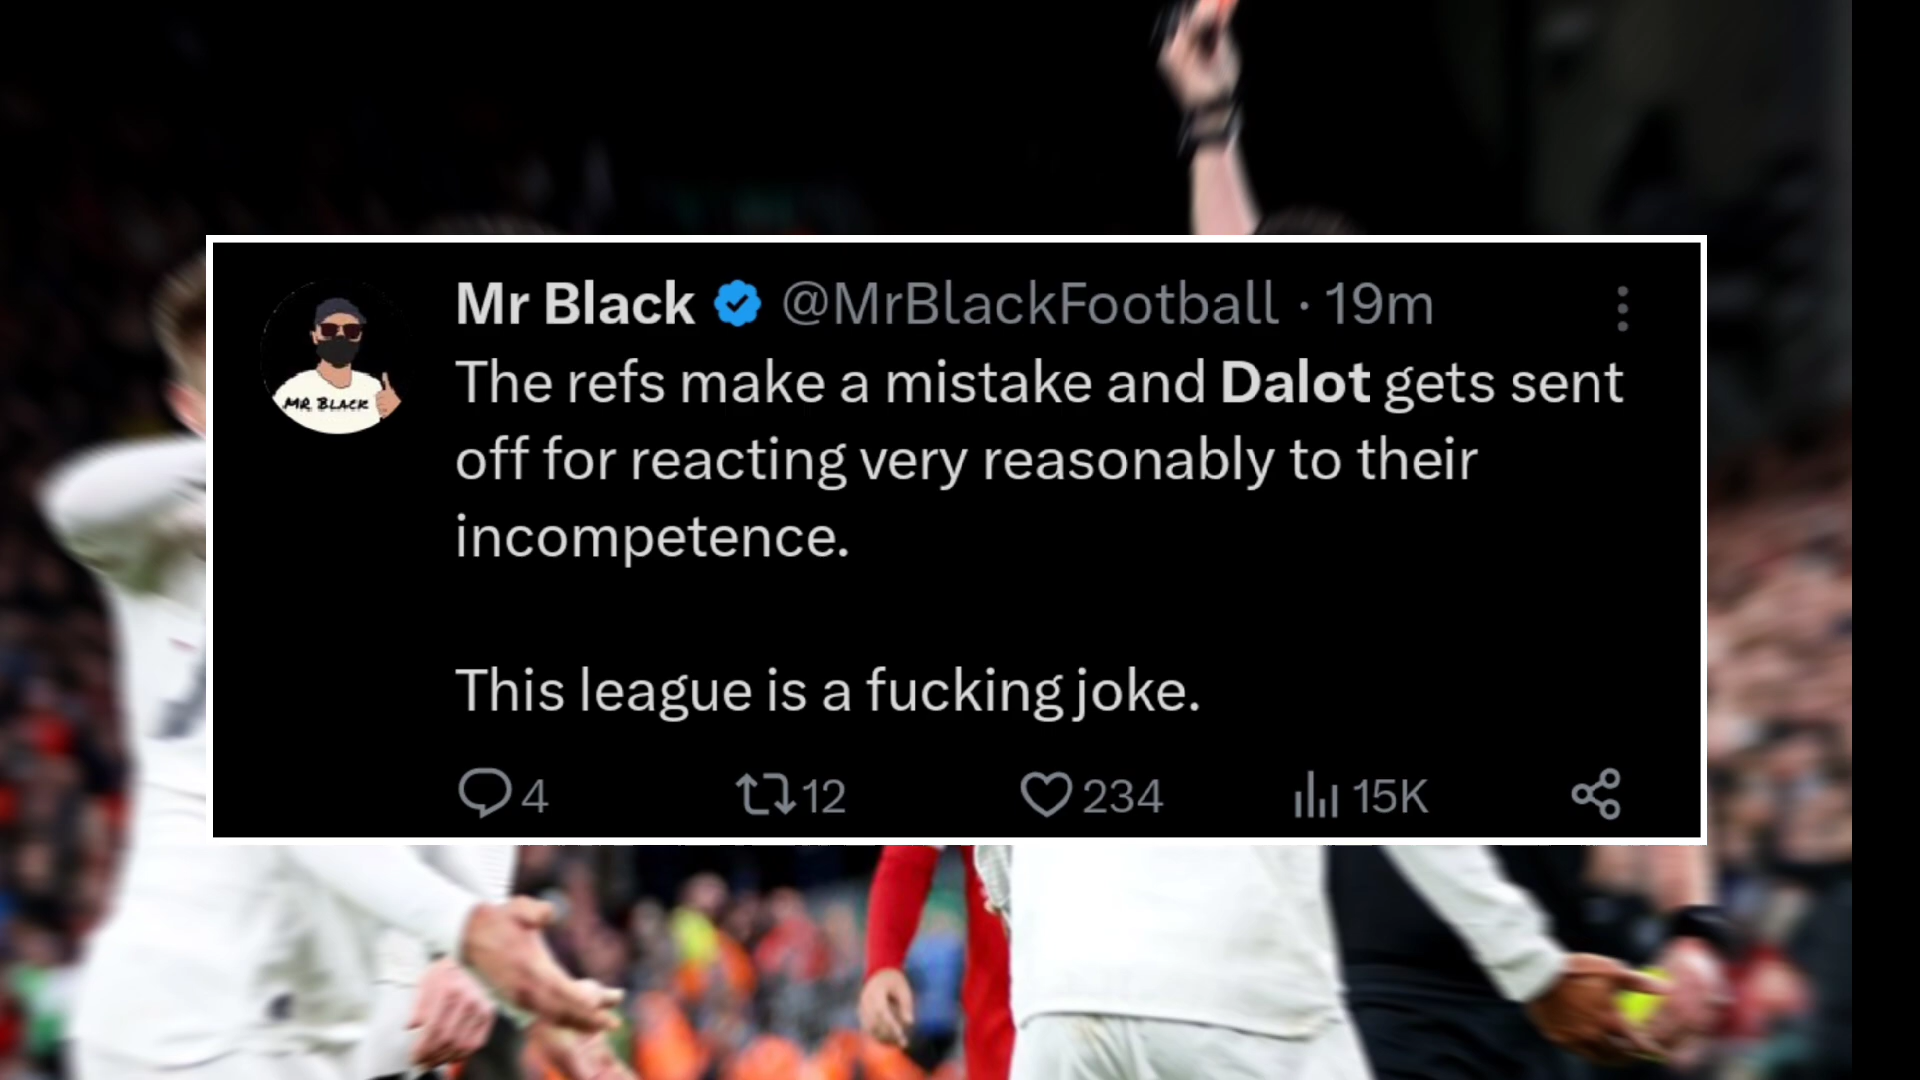 Mr Black @MrBlackFootball · 19m
The refs make a mistake and Dalot gets sent
off for reacting very reasonably to their
incompetence.
This league is a fucking joke.
4 12 234 15K
MR BLACK